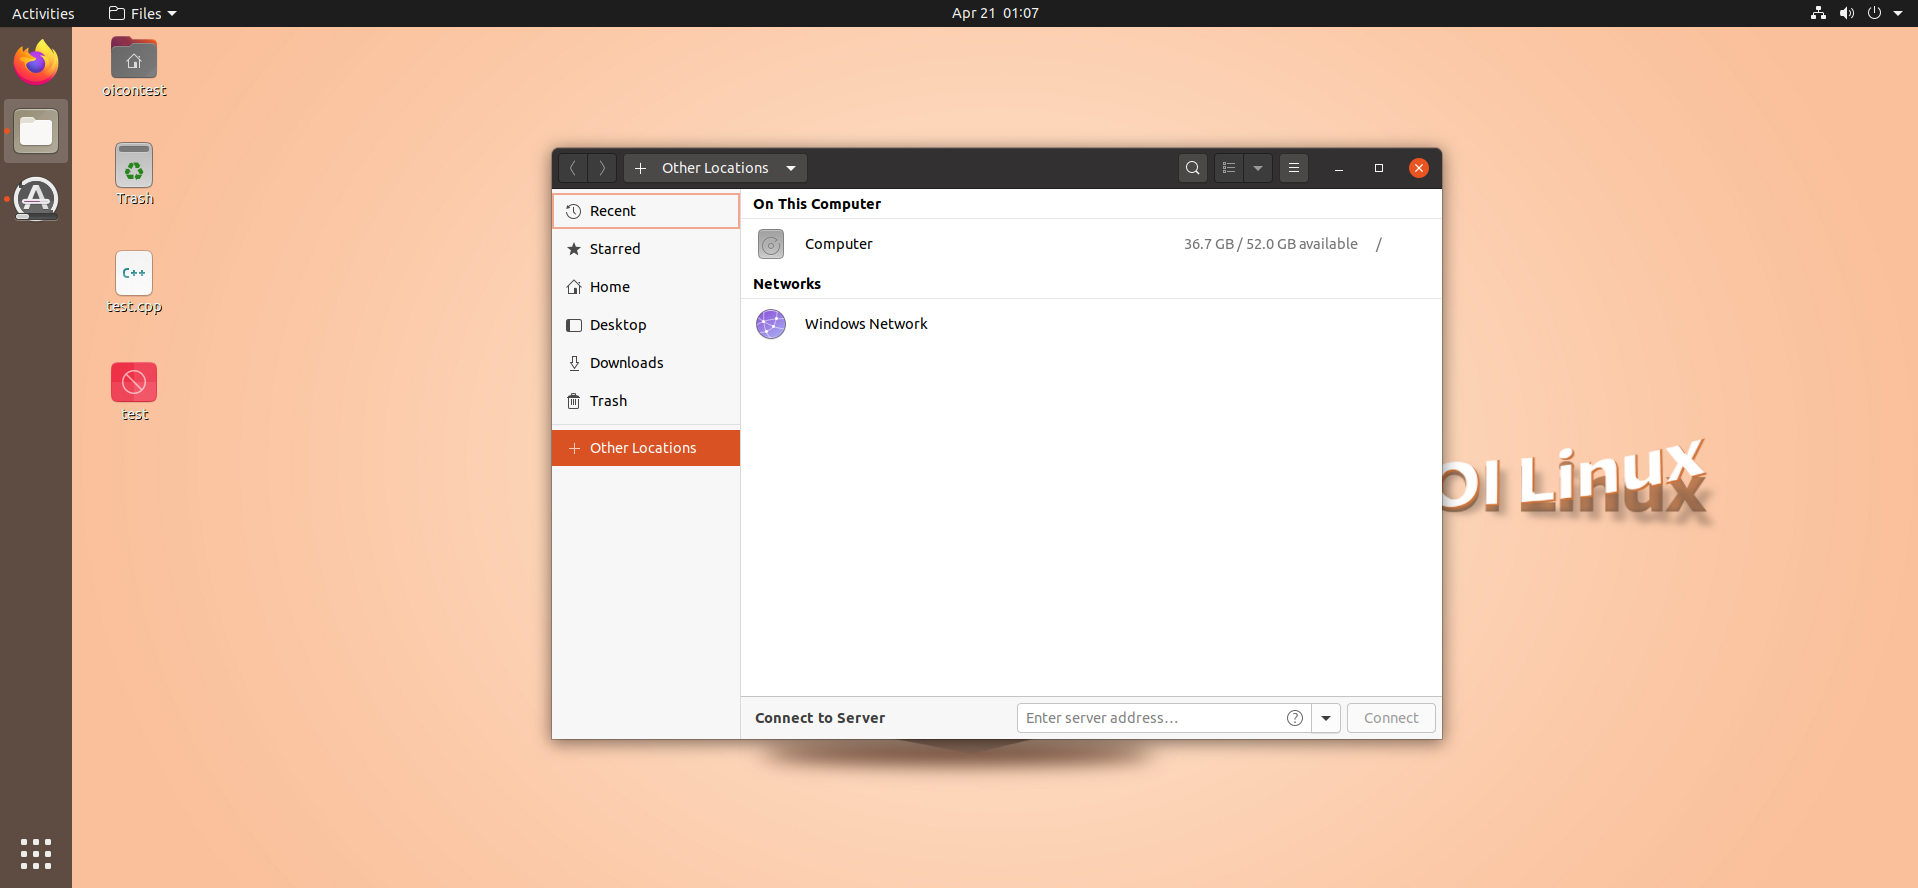 Activities
Files
Apr 21 01:07
oicontest
Trash
C++
test.cpp
test
Other Locations
Recent
Starred
Home
Desktop
Downloads
Trash
Other Locations
On This Computer
Computer 36.7 GB / 52.0 GB available /
Networks
Windows Network
Connect to Server Enter server address… ? Connect
OI Linux